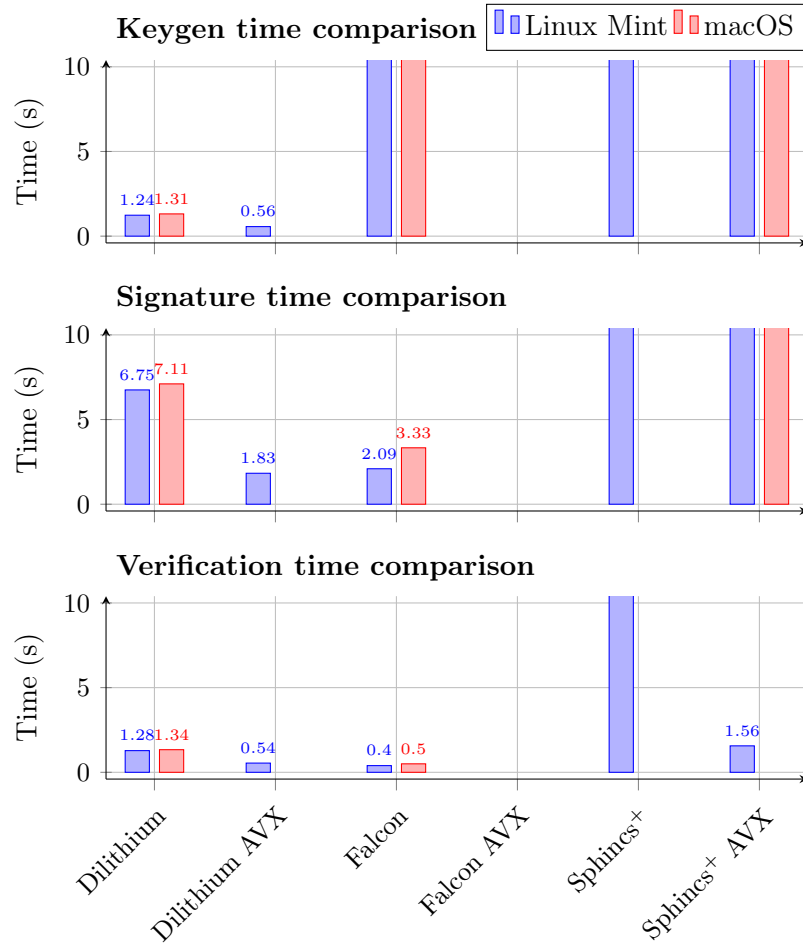 Keygen time comparison
Linux Mint macOS
Time (s)
10
5
0
1.24 1.31 0.56
Signature time comparison
Time (s)
10
5
0
6.75 7.11 1.83 2.09 3.33
Verification time comparison
Time (s)
10
5
0
1.28 1.34 0.54 0.4 0.5 1.56
Dilithium
Dilithium AVX
Falcon
Falcon AVX
Sphincs⁺
Sphincs⁺ AVX